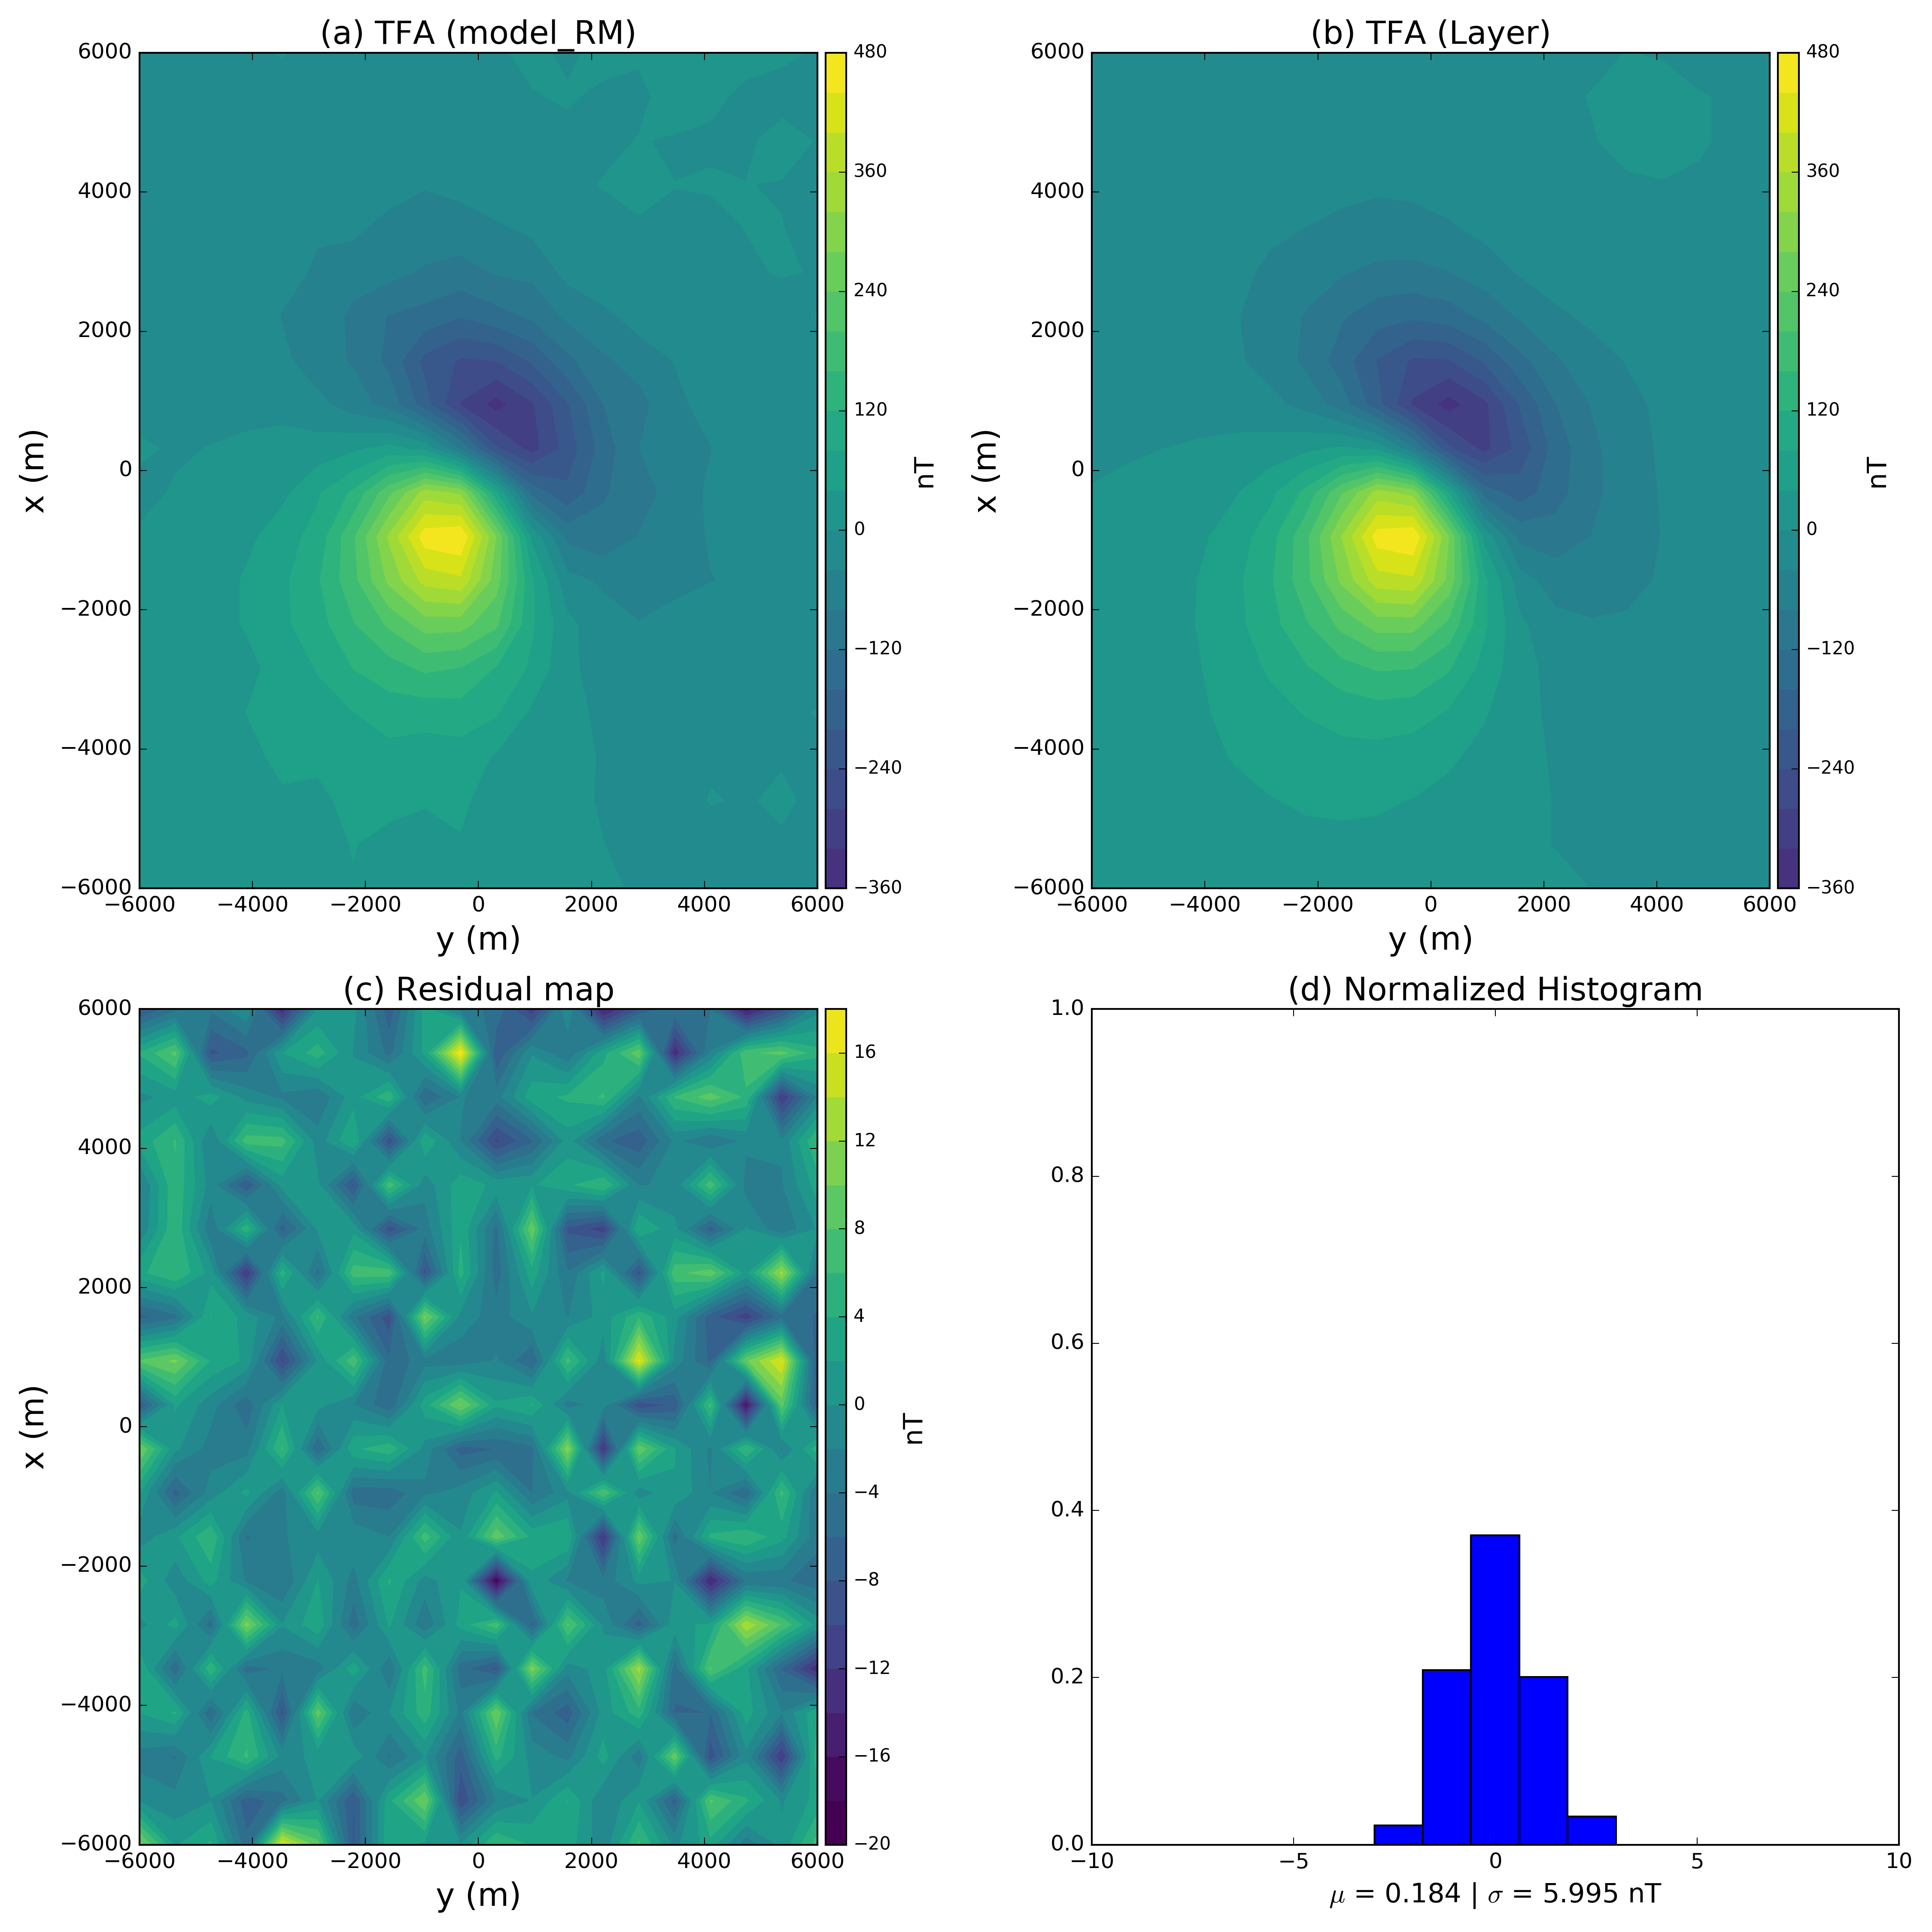 (a) TFA (model_RM)
6000
4000
2000
0
−2000
−4000
−6000
x (m)
−6000 −4000 −2000 0 2000 4000 6000
y (m)
480
360
240
120
0
−120
−240
−360
nT
(b) TFA (Layer)
6000
4000
2000
0
−2000
−4000
−6000
x (m)
−6000 −4000 −2000 0 2000 4000 6000
y (m)
480
360
240
120
0
−120
−240
−360
nT
(c) Residual map
6000
4000
2000
0
−2000
−4000
−6000
x (m)
−6000 −4000 −2000 0 2000 4000 6000
y (m)
16
12
8
4
0
−4
−8
−12
−16
−20
nT
(d) Normalized Histogram
1.0
0.8
0.6
0.4
0.2
0.0
−10 −5 0 5 10
μ = 0.184 | σ = 5.995 nT